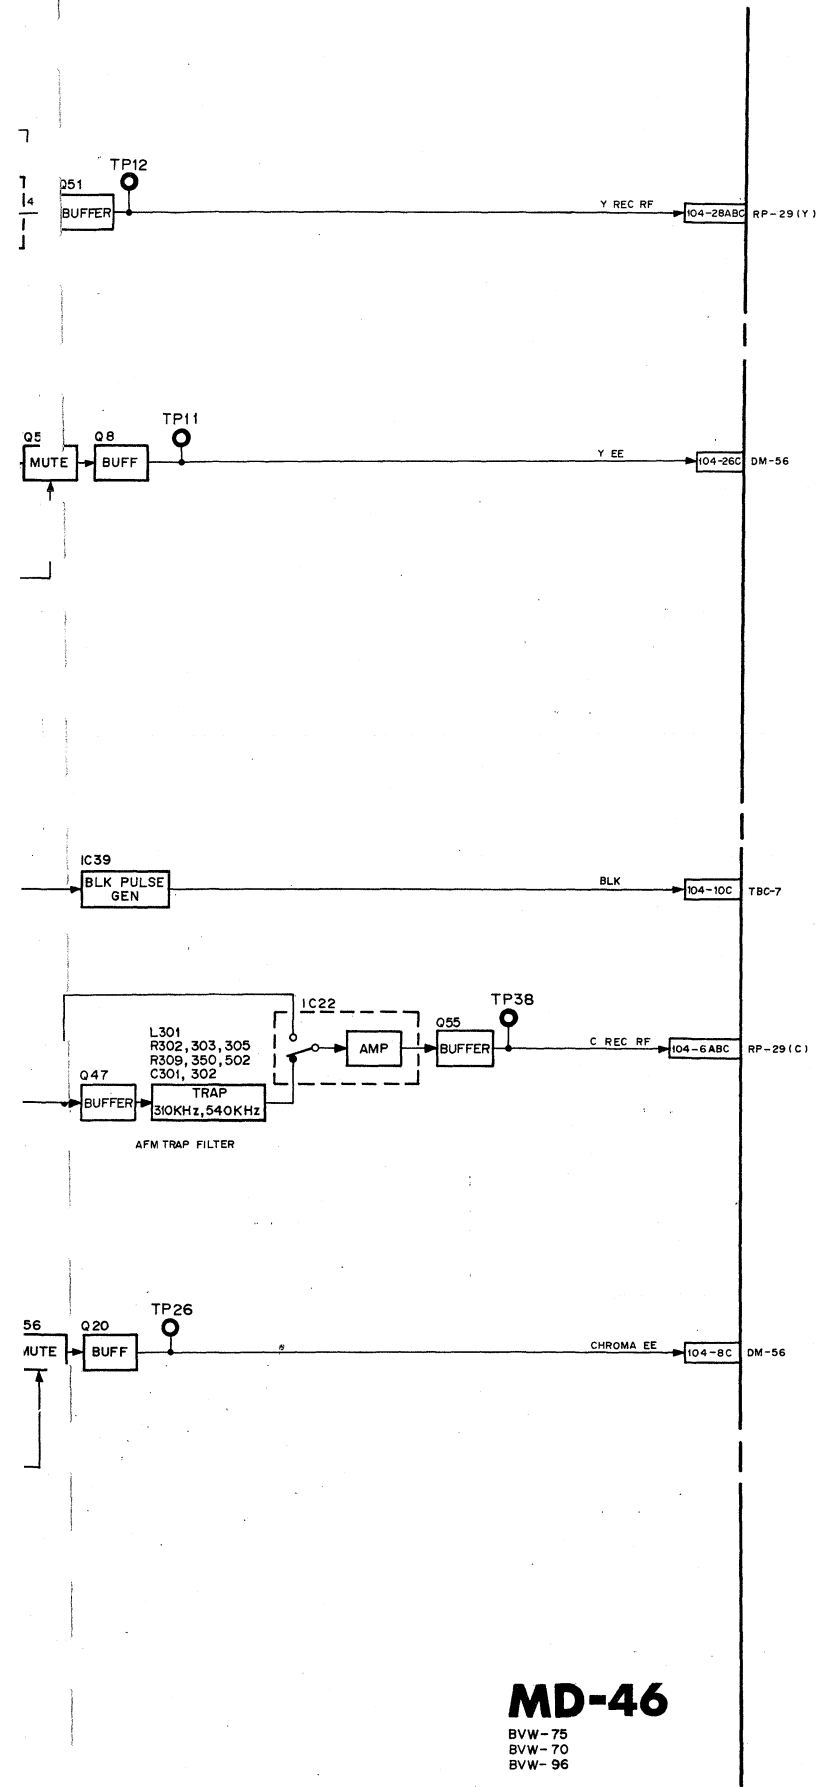 TP12
Q51
4
BUFFER
Y REC RF
104-28ABC
RP-29(Y)
TP11
Q5
Q8
MUTE
BUFF
Y EE
104-26C
DM-56
IC39
BLK PULSE
GEN
BLK
104-10C
TBC-7
IC22
TP38
L301
R302,303,305
R309,350,502
C301,302
Q55
AMP
BUFFER
C REC RF
104-6ABC
RP-29(C)
Q47
BUFFER
TRAP
310KHz,540KHz
AFM TRAP FILTER
TP26
56
Q20
MUTE
BUFF
CHROMA EE
104-8C
DM-56
MD-46
BVW-75
BVW-70
BVW-96